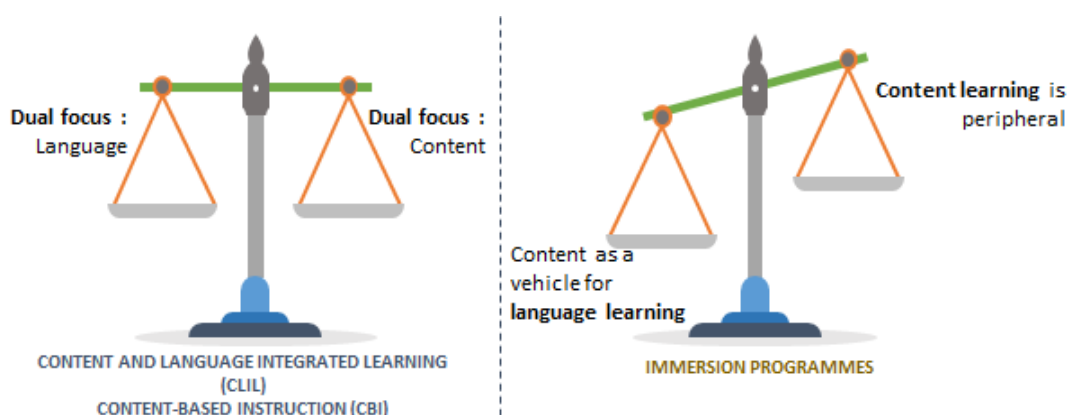 Dual focus :
Language
Dual focus :
Content
CONTENT AND LANGUAGE INTEGRATED LEARNING
(CLIL)
CONTENT-BASED INSTRUCTION (CBI)
Content learning is
peripheral
Content as a
vehicle for
language learning
IMMERSION PROGRAMMES